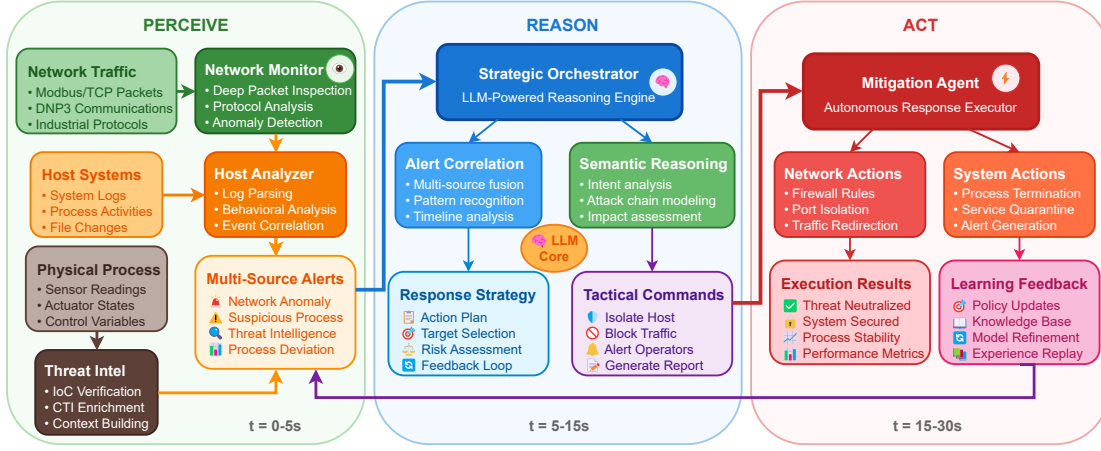 PERCEIVE
Network Traffic
• Modbus/TCP Packets
• DNP3 Communications
• Industrial Protocols
Network Monitor
• Deep Packet Inspection
• Protocol Analysis
• Anomaly Detection
Host Systems
• System Logs
• Process Activities
• File Changes
Host Analyzer
• Log Parsing
• Behavioral Analysis
• Event Correlation
Physical Process
• Sensor Readings
• Actuator States
• Control Variables
Multi-Source Alerts
Network Anomaly
Suspicious Process
Threat Intelligence
Process Deviation
Threat Intel
• IoC Verification
• CTI Enrichment
• Context Building
t = 0-5s
REASON
Strategic Orchestrator
LLM-Powered Reasoning Engine
Alert Correlation
• Multi-source fusion
• Pattern recognition
• Timeline analysis
Semantic Reasoning
• Intent analysis
• Attack chain modeling
• Impact assessment
LLM
Core
Response Strategy
Action Plan
Target Selection
Risk Assessment
Feedback Loop
Tactical Commands
Isolate Host
Block Traffic
Alert Operators
Generate Report
t = 5-15s
ACT
Mitigation Agent
Autonomous Response Executor
Network Actions
• Firewall Rules
• Port Isolation
• Traffic Redirection
System Actions
• Process Termination
• Service Quarantine
• Alert Generation
Execution Results
Threat Neutralized
System Secured
Process Stability
Performance Metrics
Learning Feedback
Policy Updates
Knowledge Base
Model Refinement
Experience Replay
t = 15-30s